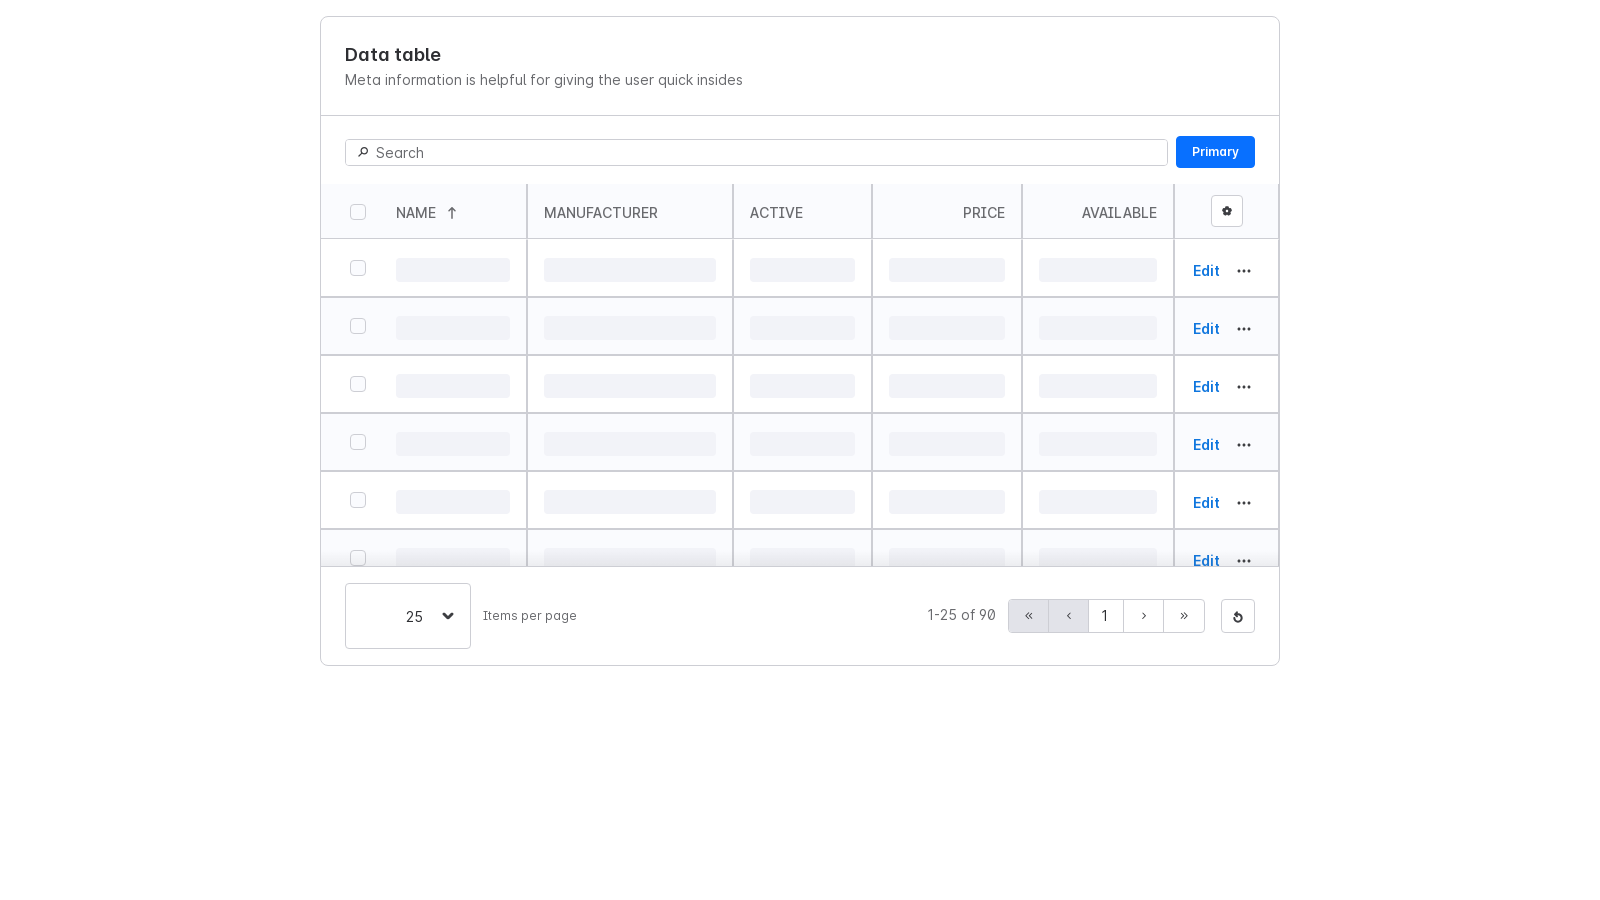 Data table
Meta information is helpful for giving the user quick insides
Search
Primary
NAME
MANUFACTURER
ACTIVE
PRICE
AVAILABLE
Edit
Edit
Edit
Edit
Edit
Edit
25
Items per page
1-25 of 90
«
‹
1
›
»